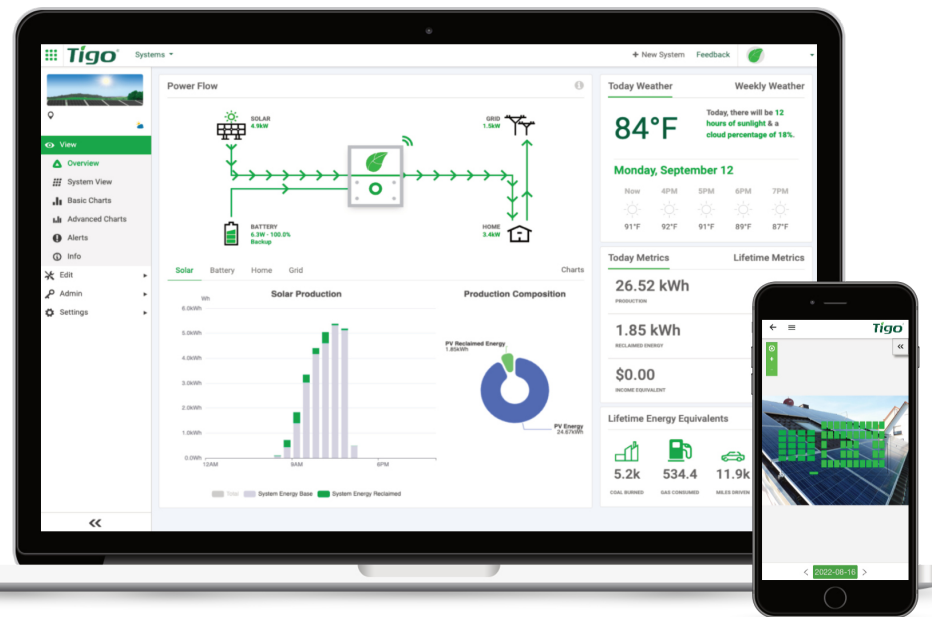 Tigo
Systems
+ New System
Feedback
View
Overview
System View
Basic Charts
Advanced Charts
Alerts
Info
Edit
Admin
Settings
Power Flow
SOLAR
4.9kW
GRID
1.5kW
BATTERY
6.3W - 100.0%
Backup
HOME
3.4kW
Solar
Battery
Home
Grid
Charts
Solar Production
Wh
6.0kWh
5.0kWh
4.0kWh
3.0kWh
2.0kWh
1.0kWh
0.0Wh
12AM
8AM
8PM
System Energy Base
System Energy Reclaimed
Production Composition
PV Reclaimed Energy
1.85kWh
PV Energy
24.67kWh
Today Weather
Weekly Weather
84°F
Today, there will be 12
hours of sunlight & a
cloud percentage of 18%.
Monday, September 12
Now 4PM 5PM 6PM 7PM
91°F 92°F 91°F 89°F 87°F
Today Metrics
Lifetime Metrics
26.52 kWh
PRODUCTION
1.85 kWh
RECLAIMED ENERGY
$0.00
INCOME EQUIVALENT
Lifetime Energy Equivalents
5.2k
COAL BURNED
534.4
GAS CONSUMED
11.9k
MILES DRIVEN
Tigo
2022-08-16